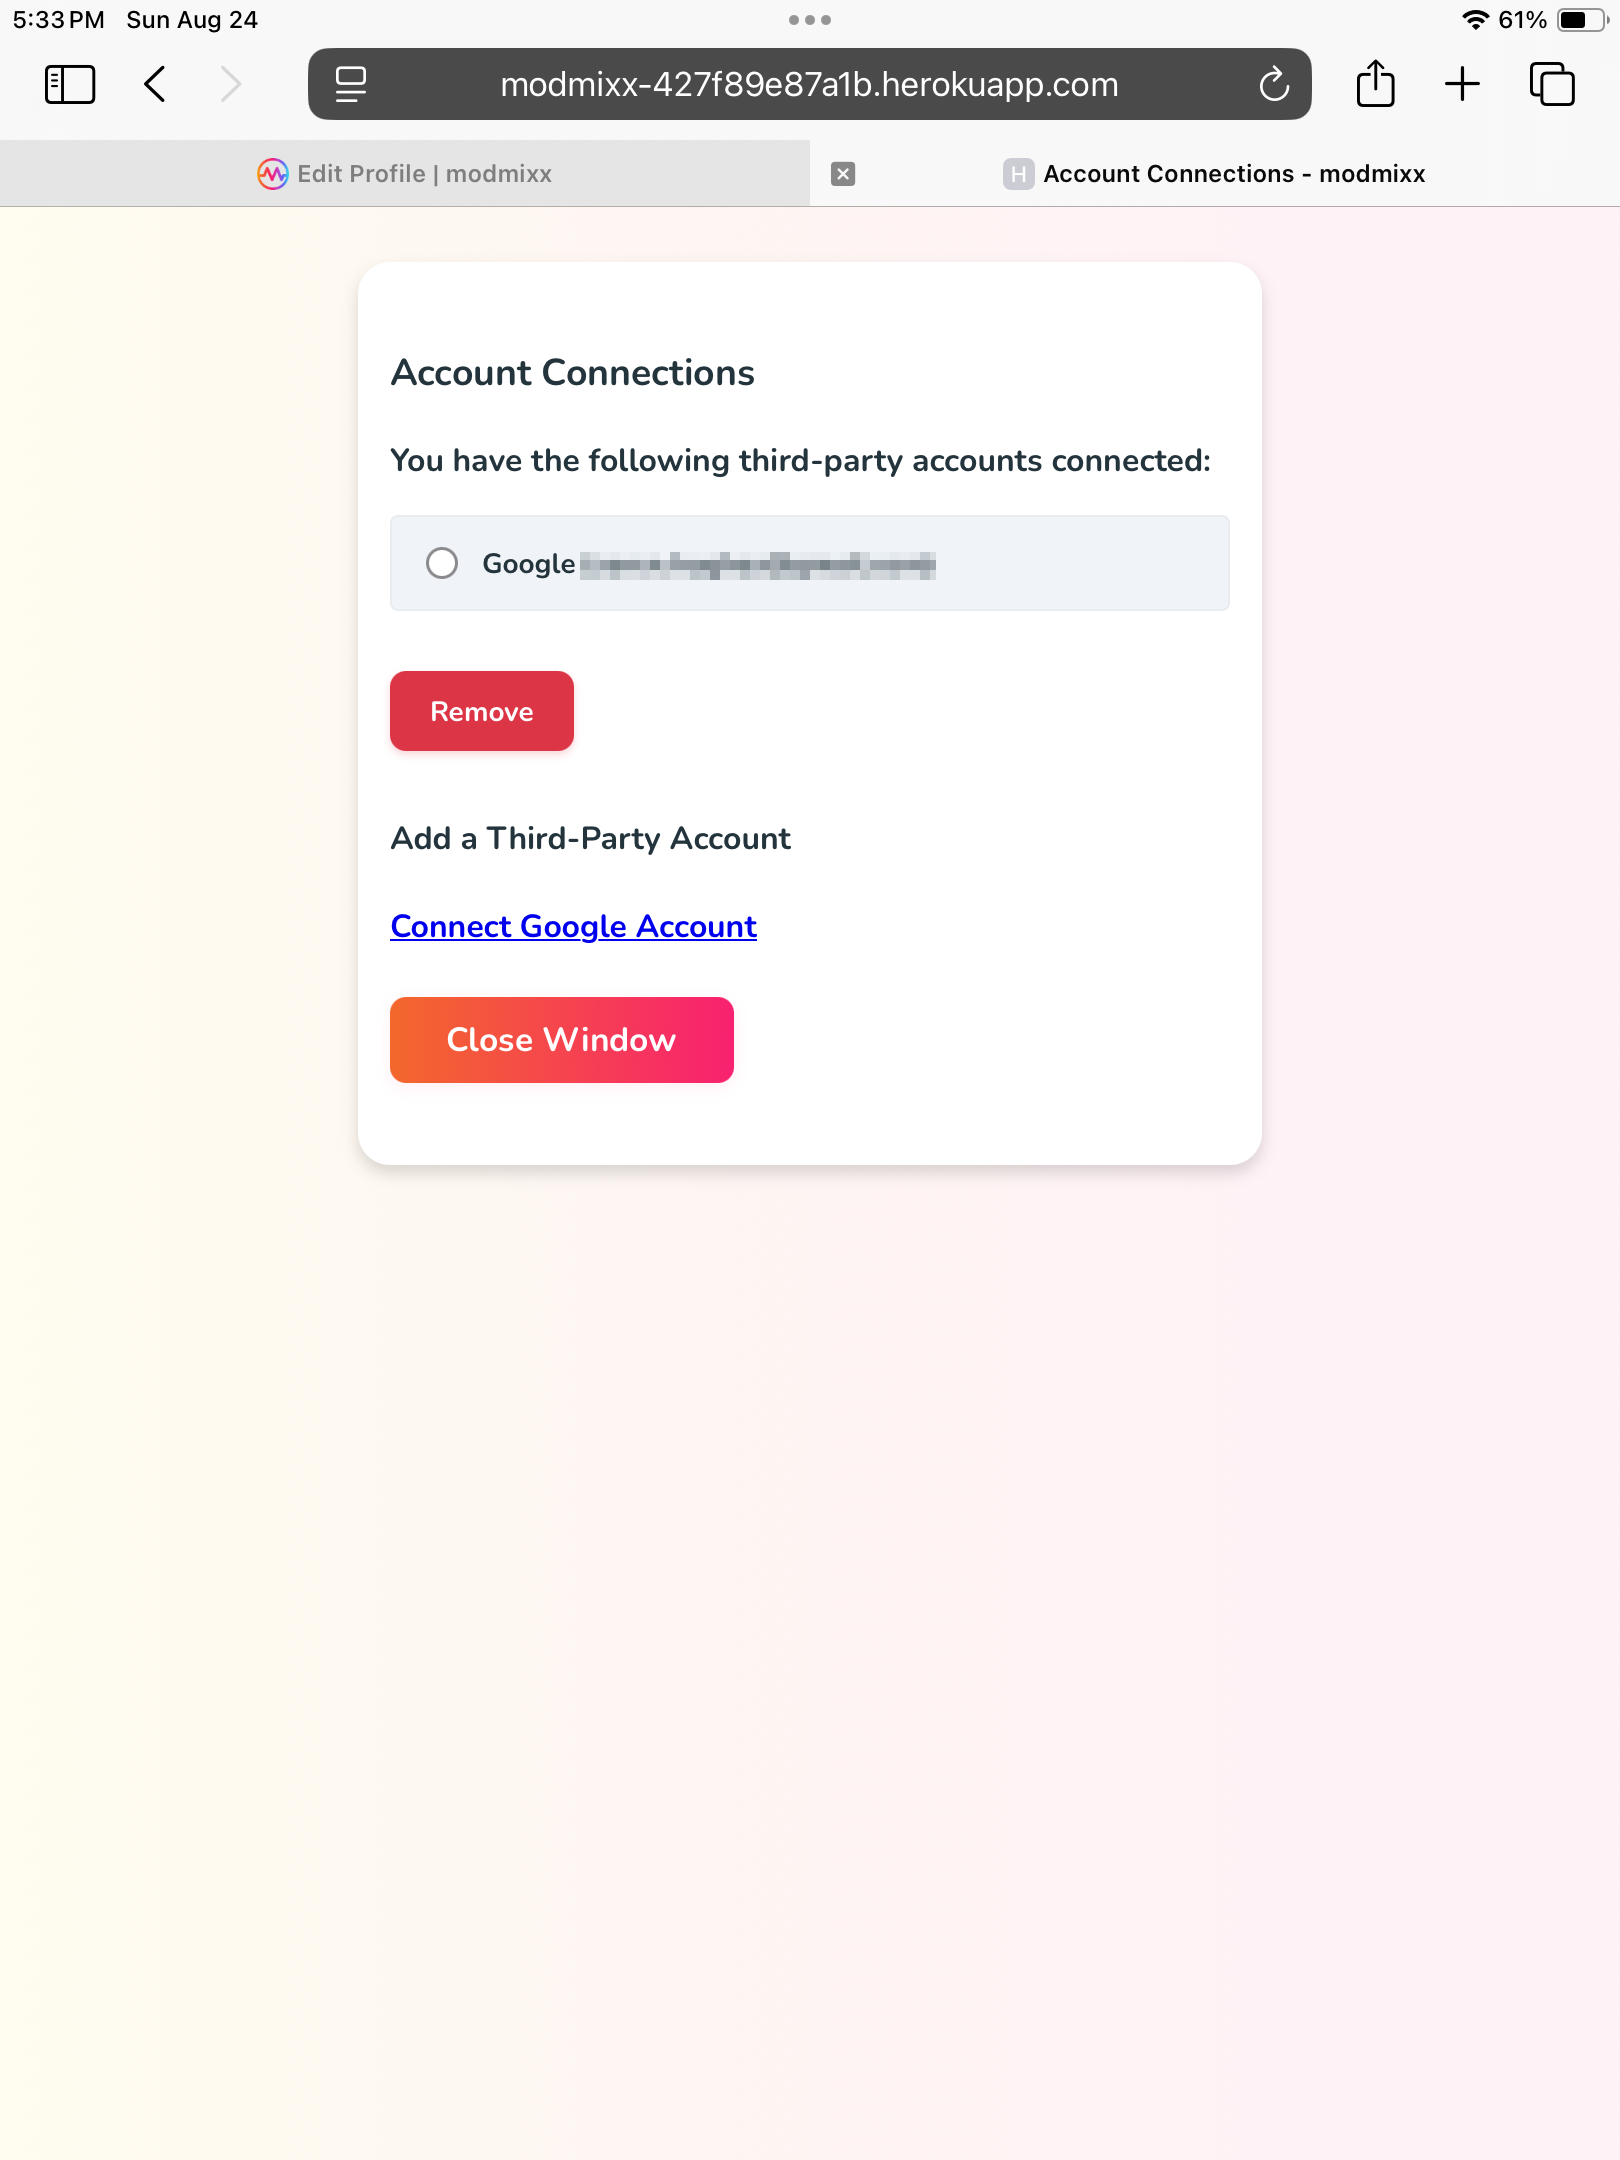 5:33 PM Sun Aug 24
61%
modmixx-427f89e87a1b.herokuapp.com
Edit Profile | modmixx
H Account Connections - modmixx
Account Connections
You have the following third-party accounts connected:
Google
Remove
Add a Third-Party Account
Connect Google Account
Close Window